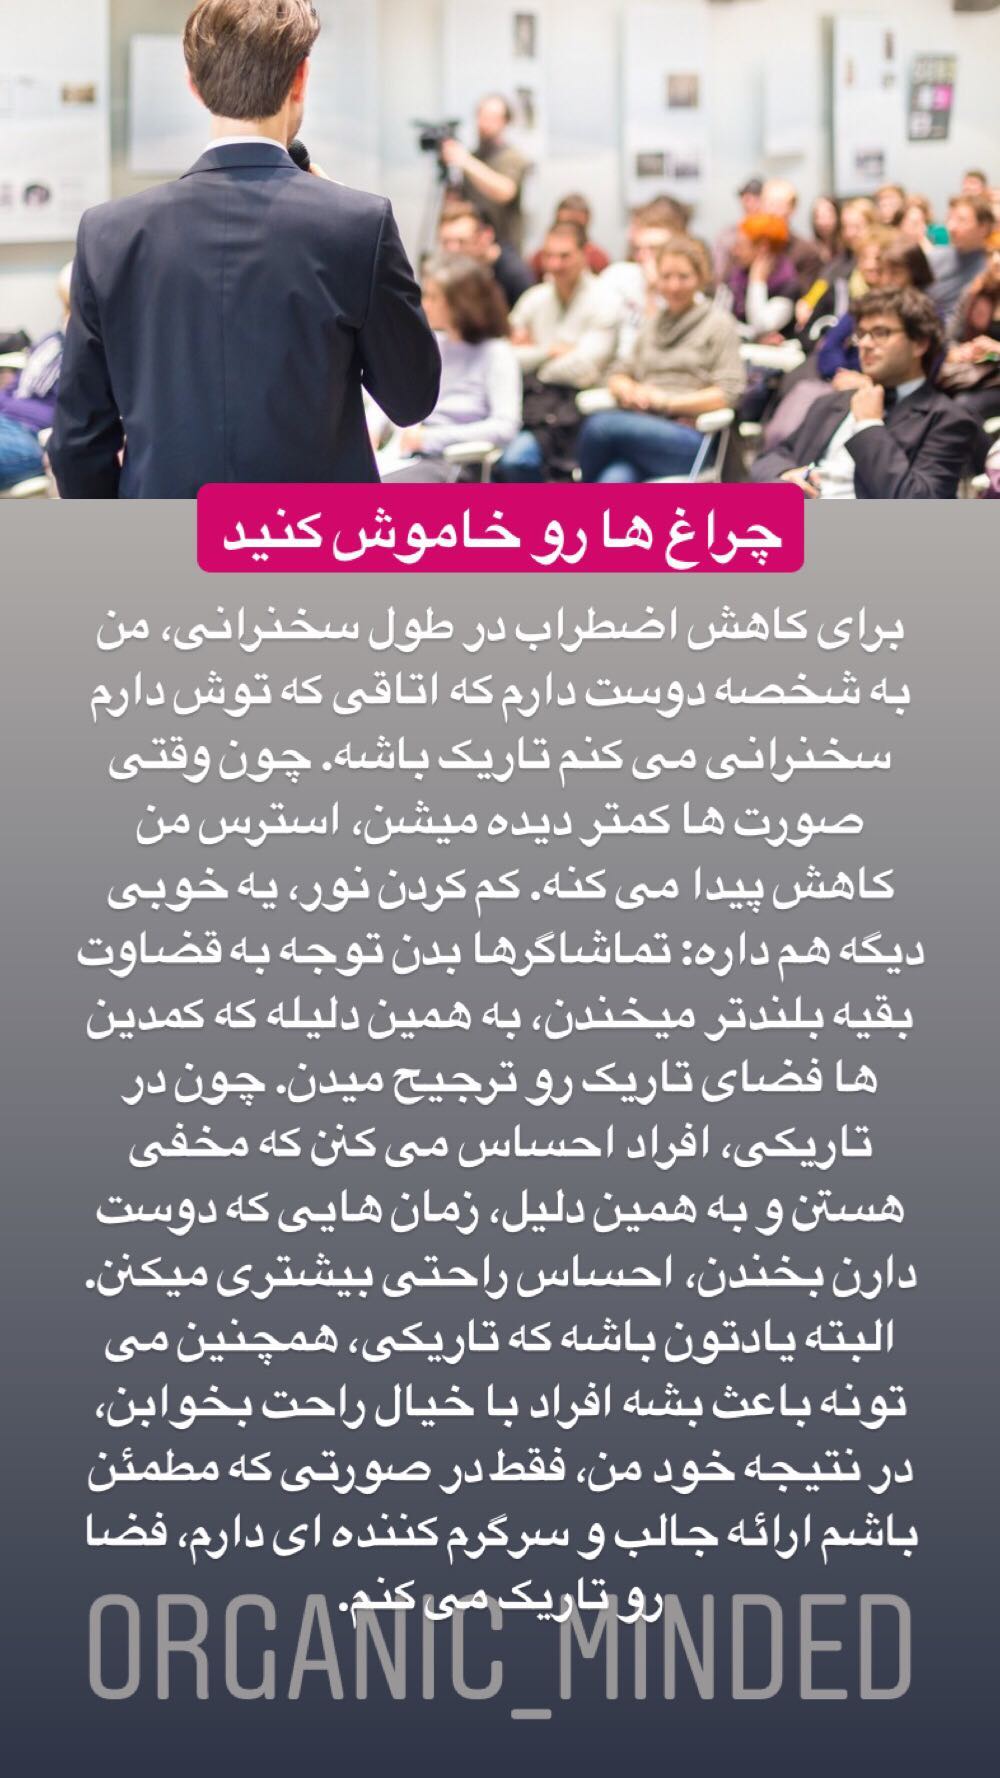 چراغ ها رو خاموش کنید
برای کاهش اضطراب در طول سخنرانی، من
به شخصه دوست دارم که اتاقی که توش دارم
سخنرانی می کنم تاریک باشه. چون وقتی
صورت ها کمتر دیده میشن، استرس من
کاهش پیدا می کنه. کم کردن نور، یه خوبی
دیگه هم داره: تماشاگرها بدن توجه به قضاوت
بقیه بلندتر میخندن، به همین دلیله که کمدین
ها فضای تاریک رو ترجیح میدن. چون در
تاریکی، افراد احساس می کنن که مخفی
هستن و به همین دلیل، زمان هایی که دوست
دارن بخندن، احساس راحتی بیشتری میکنن.
البته یادتون باشه که تاریکی، همچنین می
تونه باعث بشه افراد با خیال راحت بخوابن،
در نتیجه خود من، فقط در صورتی که مطمئن
باشم ارائه جالب و سرگرم کننده ای دارم، فضا
رو تاریک می کنم.
ORGANIC_MINDED